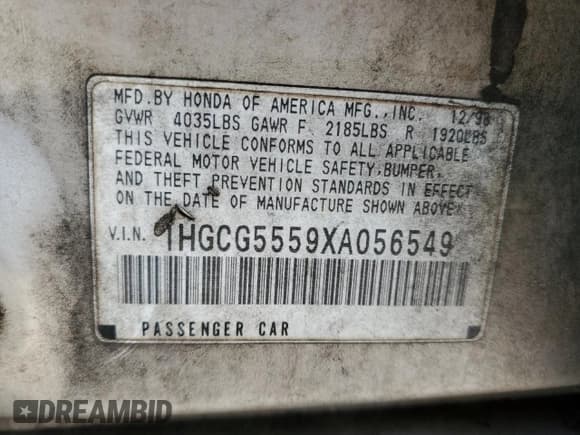 MFD.BY HONDA OF AMERICA MFG.,INC. 12/98
GVWR 4035LBS GAWR F 2185LBS R 1920LBS
THIS VEHICLE CONFORMS TO ALL APPLICABLE
FEDERAL MOTOR VEHICLE SAFETY,BUMPER,
AND THEFT PREVENTION STANDARDS IN EFFECT
ON THE DATE OF MANUFACTURE SHOWN ABOVE.
V.I.N. 1HGCG5559XA056549
PASSENGER CAR
DREAMBID